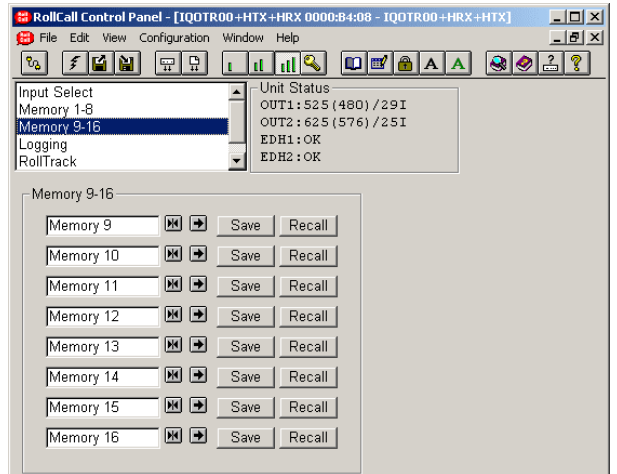 RollCall Control Panel - [IQOTR00+HTX+HRX 0000:B4:08 - IQOTR00+HRX+HTX]
File Edit View Configuration Window Help
A A ?
Input Select
Memory 1-8
Memory 9-16
Logging
RollTrack
Unit Status
OUT1:525(480)/29I
OUT2:625(576)/25I
EDH1:OK
EDH2:OK
Memory 9-16
Memory 9 Save Recall
Memory 10 Save Recall
Memory 11 Save Recall
Memory 12 Save Recall
Memory 13 Save Recall
Memory 14 Save Recall
Memory 15 Save Recall
Memory 16 Save Recall